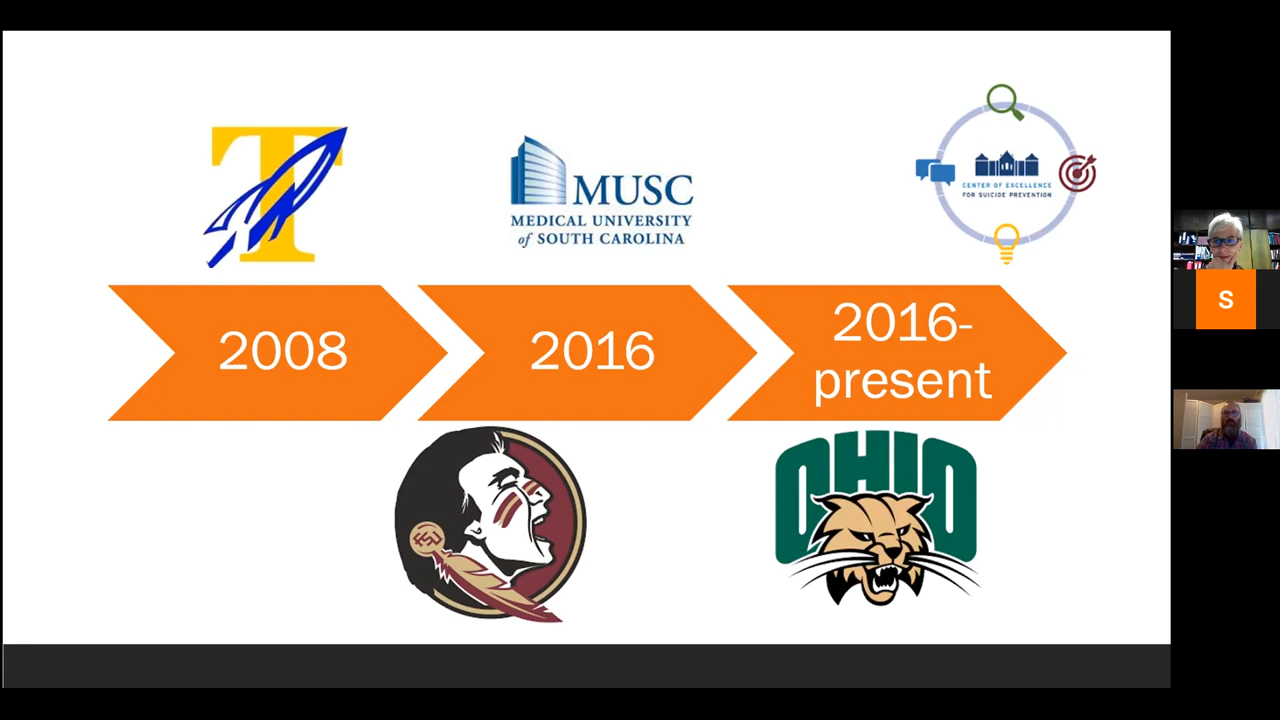 T
MUSC
MEDICAL UNIVERSITY
of SOUTH CAROLINA
CENTER OF EXCELLENCE
FOR SUICIDE PREVENTION
2008
2016
2016-
present
FSU
OHIO
S